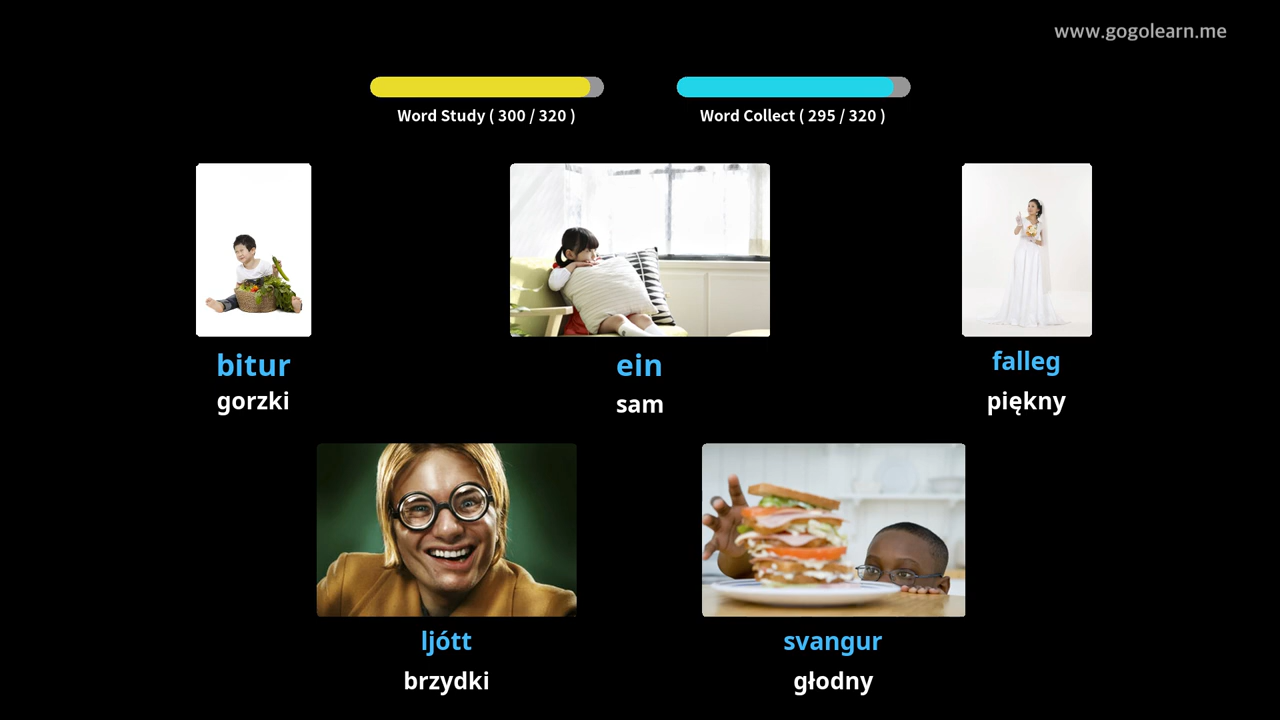 www.gogolearn.me
Word Study ( 300 / 320 )
Word Collect ( 295 / 320 )
bitur
gorzki
ein
sam
falleg
piękny
ljótt
brzydki
svangur
głodny